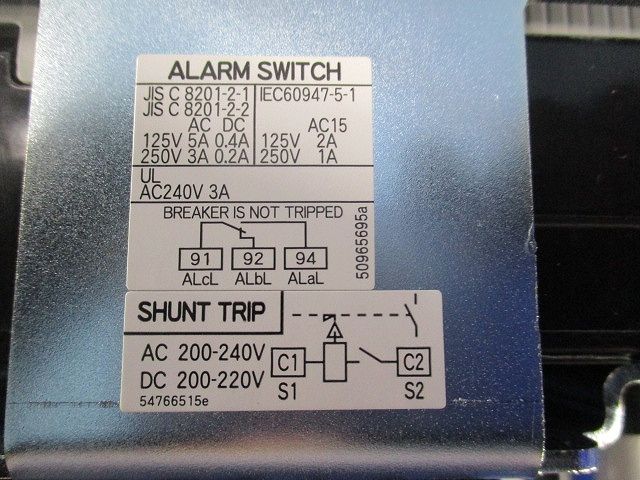 ALARM SWITCH
JIS C 8201-2-1 IEC60947-5-1
JIS C 8201-2-2
AC DC AC15
125V 5A 0.4A 125V 2A
250V 3A 0.2A 250V 1A
UL
AC240V 3A
BREAKER IS NOT TRIPPED
91 92 94
ALcL ALbL ALaL
50965695a
SHUNT TRIP
AC 200-240V C1 C2
DC 200-220V S1 S2
54766515e